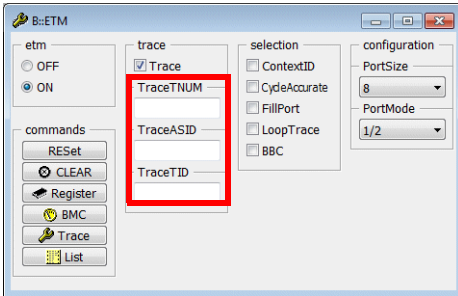 B::ETM
etm
OFF
ON
commands
RESet
CLEAR
Register
BMC
Trace
List
trace
Trace
TraceTNUM
TraceASID
TraceTID
selection
ContextID
CycleAccurate
FillPort
LoopTrace
BBC
configuration
PortSize
8
PortMode
1/2